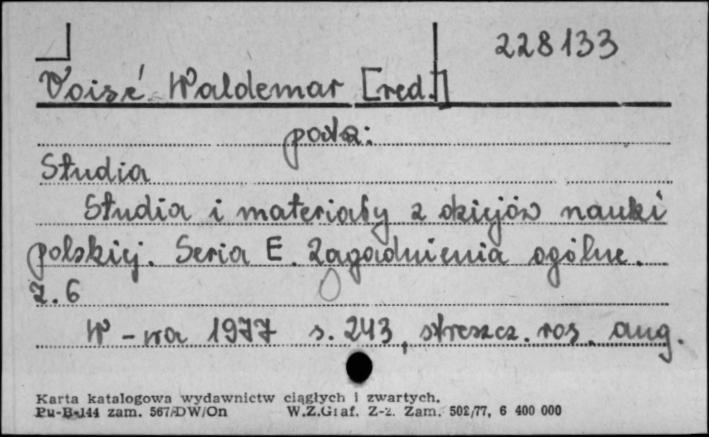 228133
Voisé Waldemar [red.]
patz:
Studia
Studia i materiały z dziejów nauki
polskiej. Seria E. Zagadnienia ogólne.
Z. 6
W-wa 1977 s. 243, streszcz. ros. ang.
Karta katalogowa wydawnictw ciągłych i zwartych.
Pu-B-144 zam. 567/DW/On W.Z.Graf. Z-z. Zam. 502/77, 6 400 000